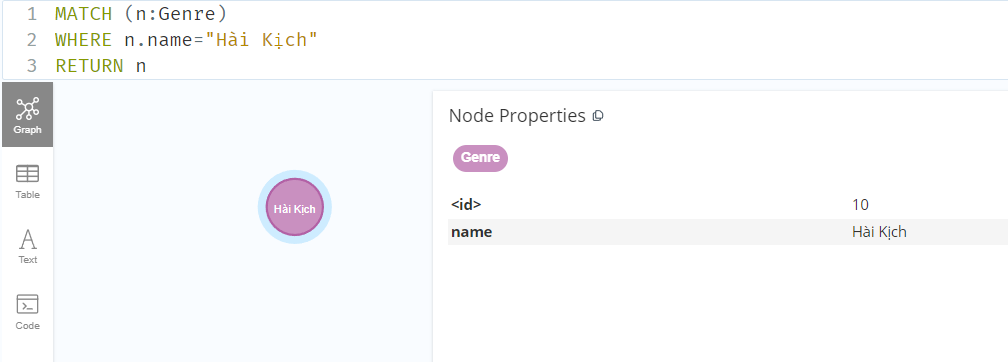 1 MATCH (n:Genre)
2 WHERE n.name="Hài Kịch"
3 RETURN n
Graph
Table
Text
Code
Hài Kịch
Node Properties
Genre
<id> 10
name Hài Kịch